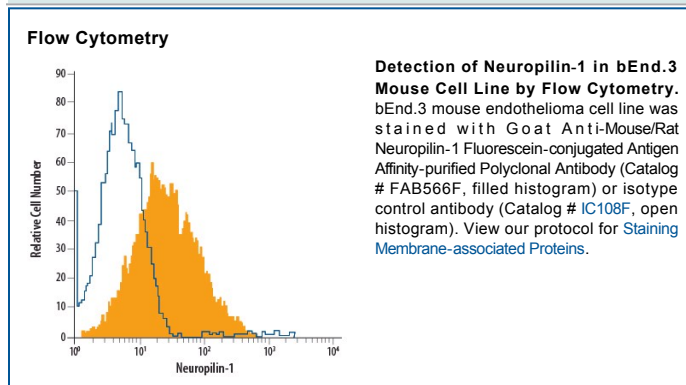 Flow Cytometry
90
80
70
60
50
40
30
20
10
0
Relative Cell Number
10⁰ 10¹ 10² 10³ 10⁴
Neuropilin-1
Detection of Neuropilin-1 in bEnd.3
Mouse Cell Line by Flow Cytometry.
bEnd.3 mouse endothelioma cell line was
stained with Goat Anti-Mouse/Rat
Neuropilin-1 Fluorescein-conjugated Antigen
Affinity-purified Polyclonal Antibody (Catalog
# FAB566F, filled histogram) or isotype
control antibody (Catalog # IC108F, open
histogram). View our protocol for Staining
Membrane-associated Proteins.